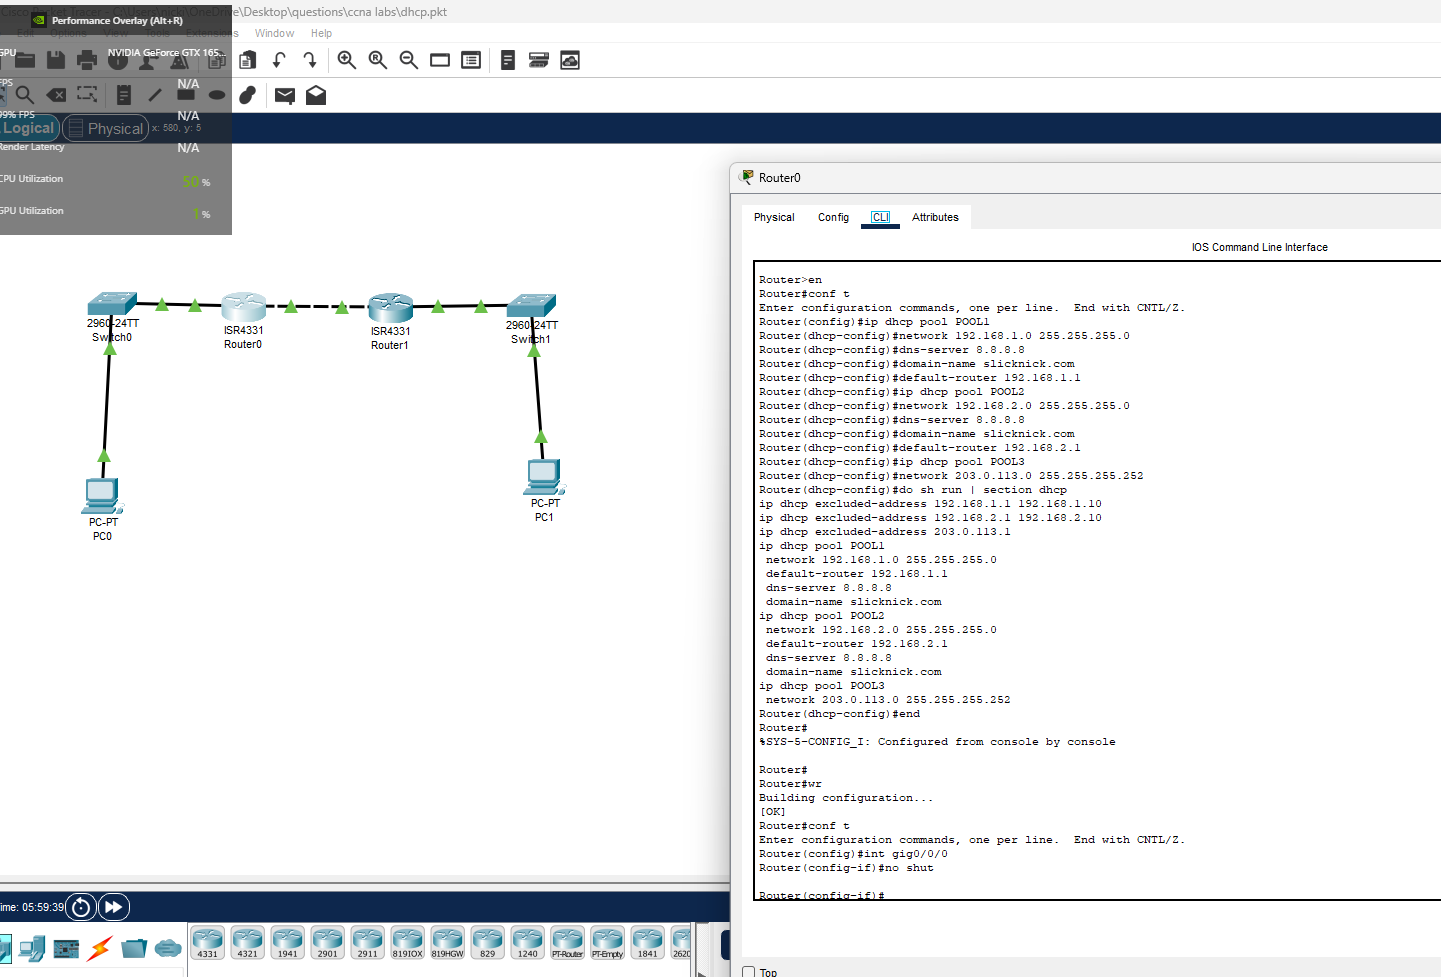 Cisco Packet Tracer - C:\Users\nicki\OneDrive\Desktop\questions\ccna labs\dhcp.pkt
Performance Overlay (Alt+R)
Edit Options View Tools Extensions Window Help
GPU NVIDIA GeForce GTX 165...
FPS N/A
99% FPS N/A
Logical Physical x: 580, y: 5
Render Latency N/A
CPU Utilization 50 %
GPU Utilization 1 %
2960-24TT
Switch0
ISR4331
Router0
ISR4331
Router1
2960-24TT
Switch1
PC-PT
PC0
PC-PT
PC1
Router0
Physical Config CLI Attributes
IOS Command Line Interface
Router>en
Router#conf t
Enter configuration commands, one per line.  End with CNTL/Z.
Router(config)#ip dhcp pool POOL1
Router(dhcp-config)#network 192.168.1.0 255.255.255.0
Router(dhcp-config)#dns-server 8.8.8.8
Router(dhcp-config)#domain-name slicknick.com
Router(dhcp-config)#default-router 192.168.1.1
Router(dhcp-config)#ip dhcp pool POOL2
Router(dhcp-config)#network 192.168.2.0 255.255.255.0
Router(dhcp-config)#dns-server 8.8.8.8
Router(dhcp-config)#domain-name slicknick.com
Router(dhcp-config)#default-router 192.168.2.1
Router(dhcp-config)#ip dhcp pool POOL3
Router(dhcp-config)#network 203.0.113.0 255.255.255.252
Router(dhcp-config)#do sh run | section dhcp
ip dhcp excluded-address 192.168.1.1 192.168.1.10
ip dhcp excluded-address 192.168.2.1 192.168.2.10
ip dhcp excluded-address 203.0.113.1
ip dhcp pool POOL1
 network 192.168.1.0 255.255.255.0
 default-router 192.168.1.1
 dns-server 8.8.8.8
 domain-name slicknick.com
ip dhcp pool POOL2
 network 192.168.2.0 255.255.255.0
 default-router 192.168.2.1
 dns-server 8.8.8.8
 domain-name slicknick.com
ip dhcp pool POOL3
 network 203.0.113.0 255.255.255.252
Router(dhcp-config)#end
Router#
%SYS-5-CONFIG_I: Configured from console by console
Router#
Router#wr
Building configuration...
[OK]
Router#conf t
Enter configuration commands, one per line.  End with CNTL/Z.
Router(config)#int gig0/0/0
Router(config-if)#no shut
Router(config-if)#
Time: 05:59:39
4331 4321 1941 2901 2911 819IOX 819HGW 829 1240 PT-Router PT-Empty 1841 2620
Top